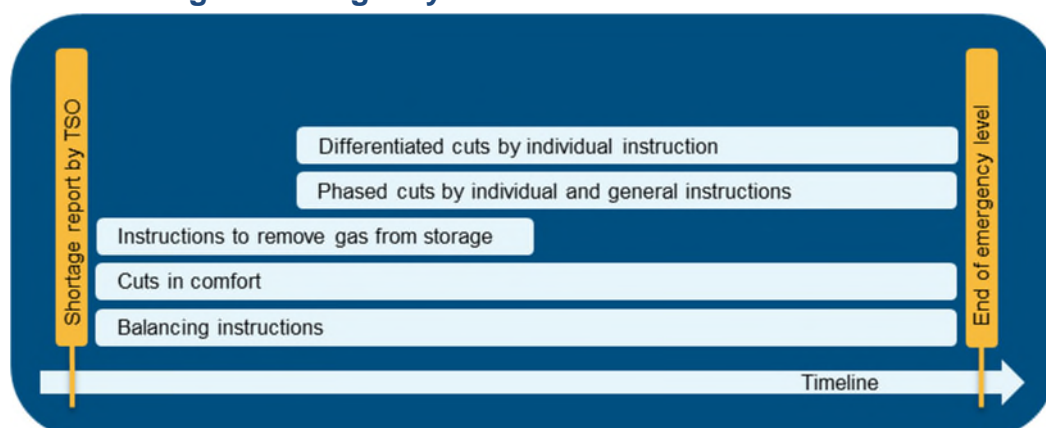 Shortage report by TSO
Differentiated cuts by individual instruction
Phased cuts by individual and general instructions
Instructions to remove gas from storage
Cuts in comfort
Balancing instructions
End of emergency level
Timeline